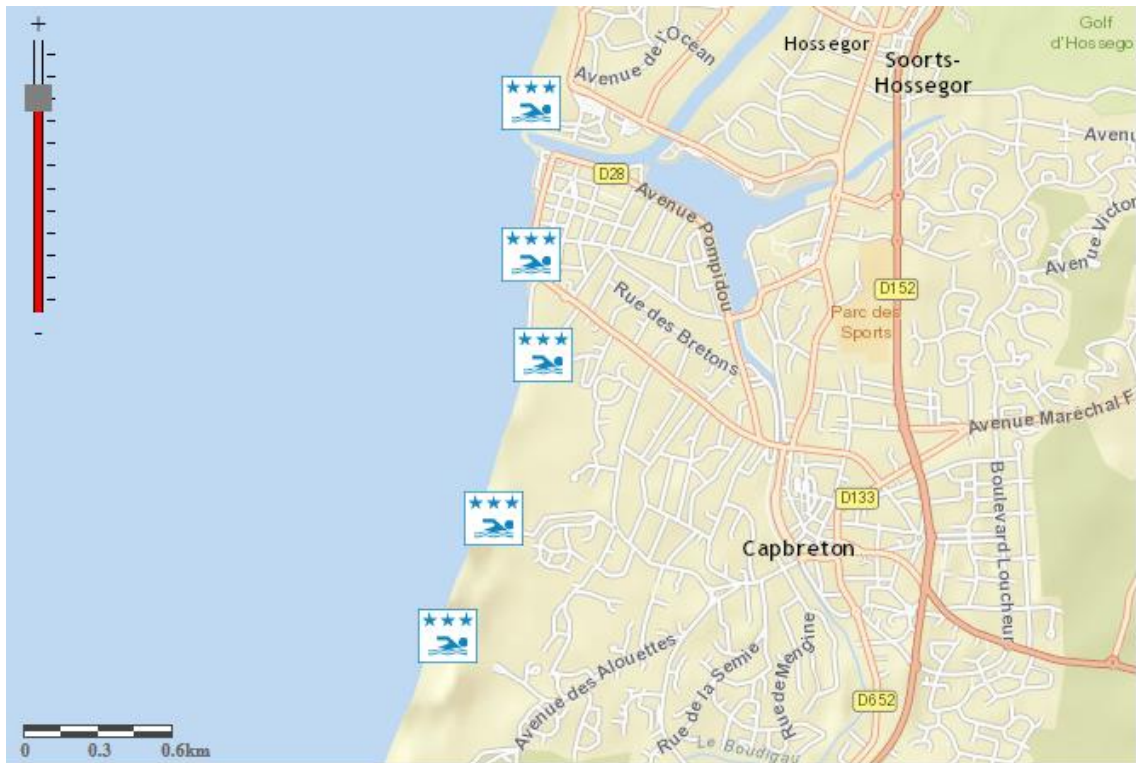 +
-
Hossegor
Soorts-
Hossegor
Golf
d'Hossego
Avenue de l'Océan
Avenu
D28
Avenue Pompidou
Avenue Victor
D152
Parc des
Sports
Rue des Bretons
Avenue Maréchal F
D133
Boulevard Loucheur
Capbreton
Avenue des Alouettes
Rue de la Semie
Rue de Mengine
D652
Le Boudigau
0 0.3 0.6km